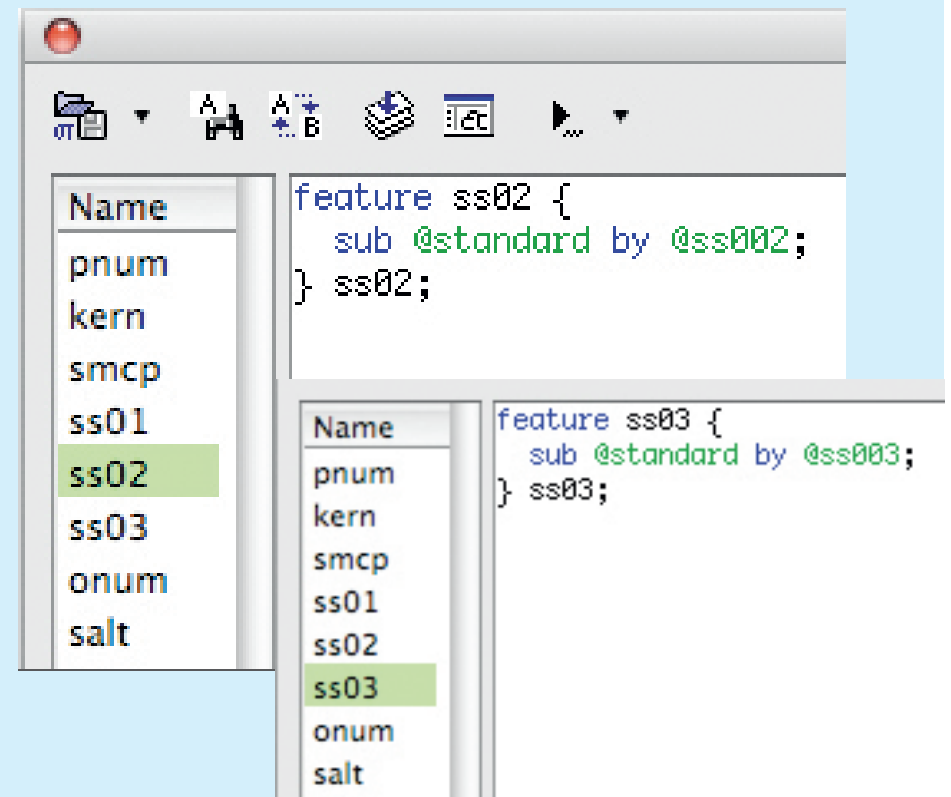 Name
pnum
kern
smcp
ss01
ss02
ss03
onum
salt
feature ss02 {
sub @standard by @ss002;
} ss02;
Name
pnum
kern
smcp
ss01
ss02
ss03
onum
salt
feature ss03 {
sub @standard by @ss003;
} ss03;